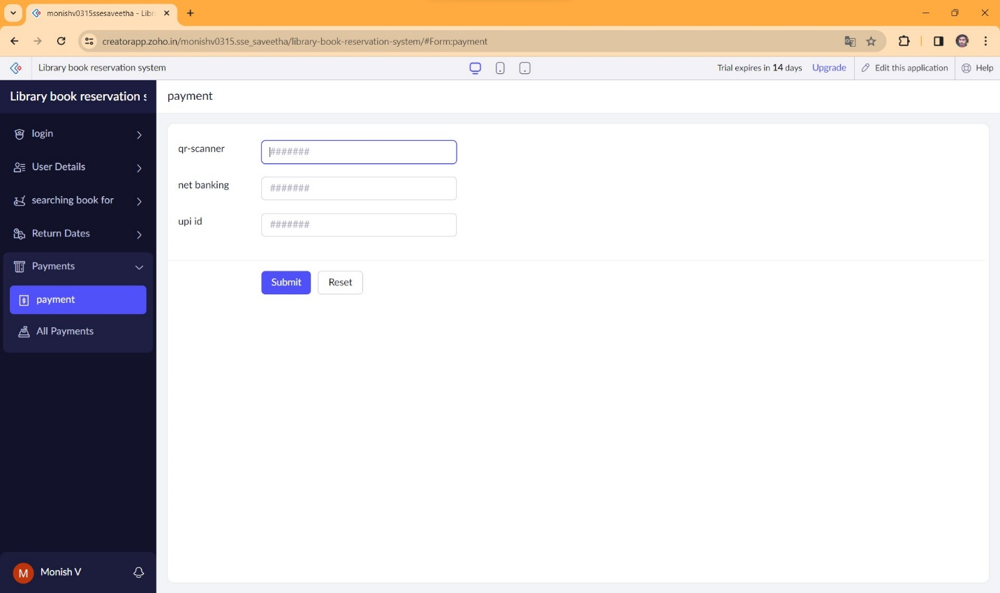 monishv0315ssesaveetha - Libr
creatorapp.zoho.in/monishv0315.sse_saveetha/library-book-reservation-system/#Form:payment
Library book reservation system
Trial expires in 14 days Upgrade Edit this application Help
Library book reservation s
payment
login
User Details
searching book for
Return Dates
Payments
payment
All Payments
Monish V
M
qr-scanner #######
net banking #######
upi id #######
Submit Reset